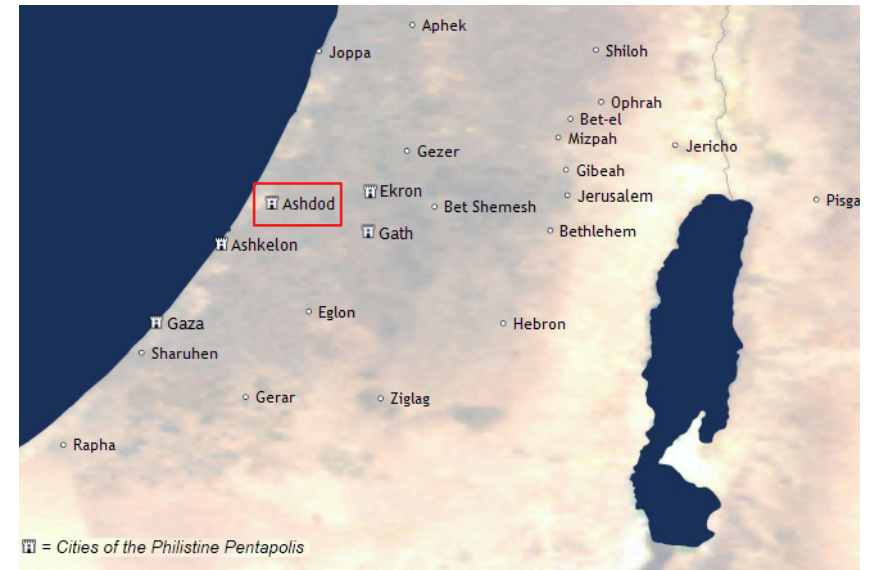 Aphek
Joppa
Shiloh
Ophrah
Bet-el
Mizpah
Jericho
Gezer
Gibeah
Ekron
Jerusalem
Ashdod
Bet Shemesh
Pisga
Ashkelon
Gath
Bethlehem
Eglon
Gaza
Hebron
Sharuhen
Gerar
Ziglag
Rapha
= Cities of the Philistine Pentapolis